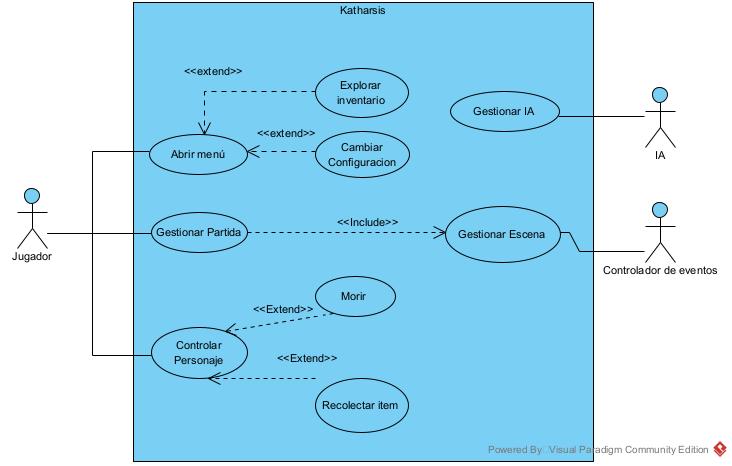 Katharsis
<<extend>>
Explorar
inventario
Gestionar IA
<<extend>>
Abrir menú
Cambiar
Configuracion
IA
Jugador
Gestionar Partida
<<Include>>
Gestionar Escena
Controlador de eventos
Morir
<<Extend>>
Controlar
Personaje
<<Extend>>
Recolectar item
Powered By Visual Paradigm Community Edition